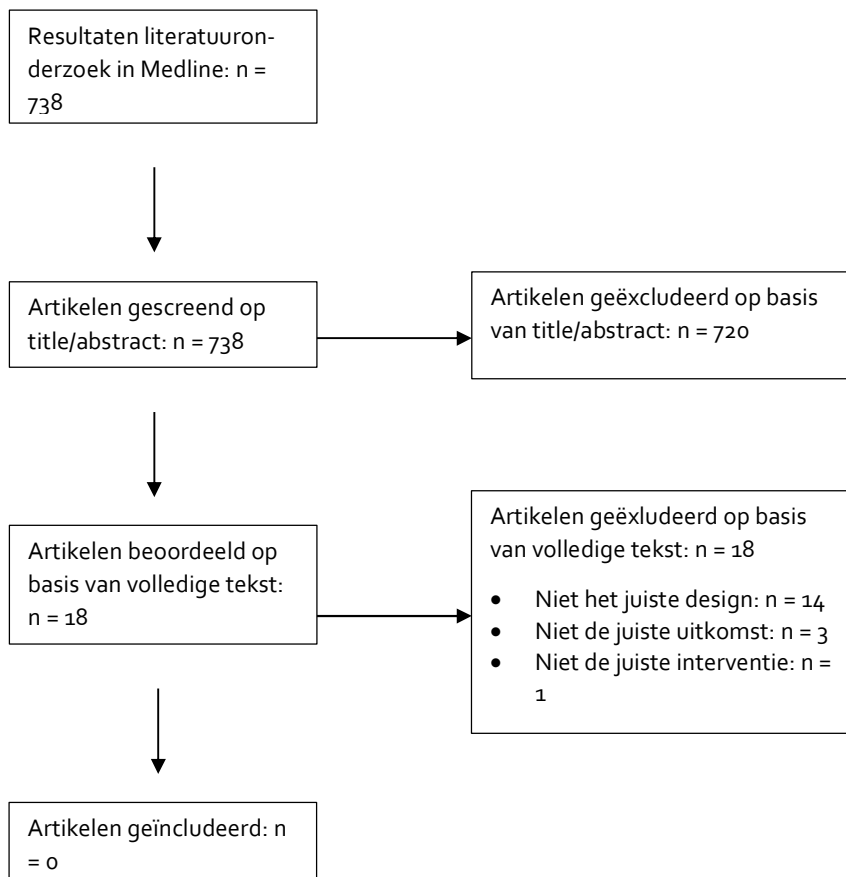 Resultaten literatuuron-
derzoek in Medline: n =
738
Artikelen gescreend op
title/abstract: n = 738
Artikelen geëxcludeerd op basis
van title/abstract: n = 720
Artikelen beoordeeld op
basis van volledige tekst:
n = 18
Artikelen geëxludeerd op basis
van volledige tekst: n = 18
• Niet het juiste design: n = 14
• Niet de juiste uitkomst: n = 3
• Niet de juiste interventie: n =
1
Artikelen geïncludeerd: n
= 0